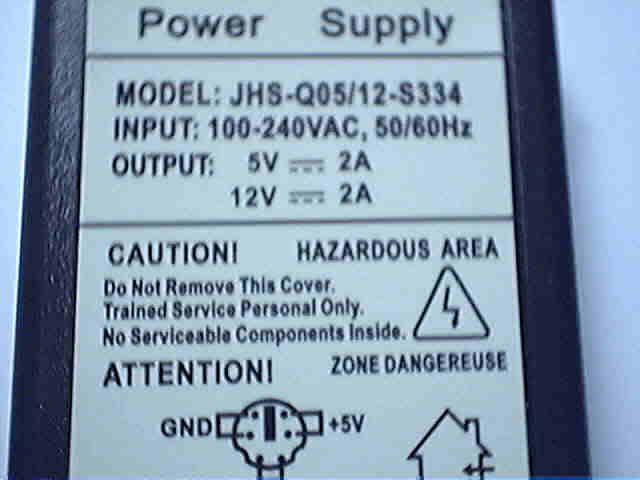 Power Supply
MODEL: JHS-Q05/12-S334
INPUT: 100-240VAC, 50/60Hz
OUTPUT: 5V ⎓ 2A
12V ⎓ 2A
CAUTION! HAZARDOUS AREA
Do Not Remove This Cover.
Trained Service Personal Only.
No Serviceable Components Inside.
ATTENTION! ZONE DANGEREUSE
GND +5V